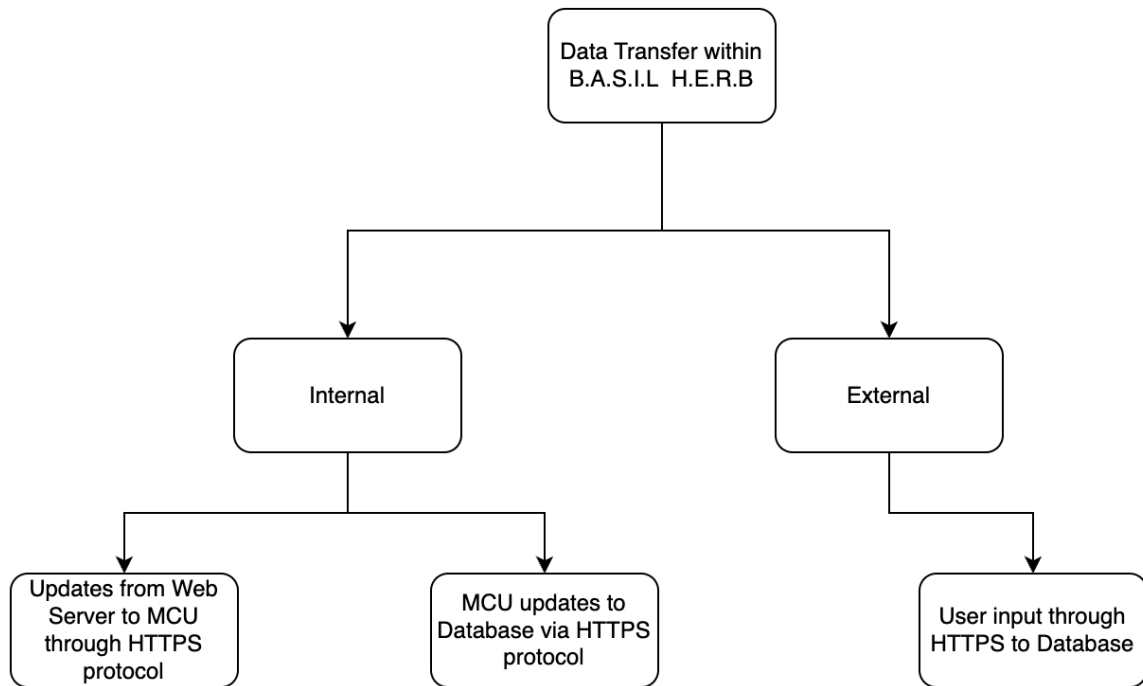 Data Transfer within
B.A.S.I.L H.E.R.B
Internal
External
Updates from Web
Server to MCU
through HTTPS
protocol
MCU updates to
Database via HTTPS
protocol
User input through
HTTPS to Database